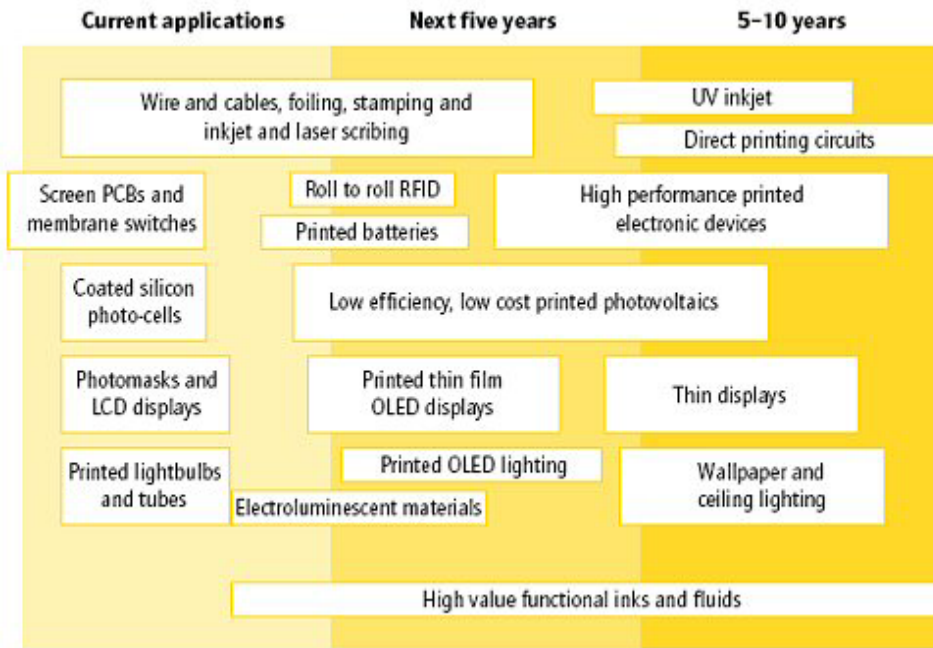 Current applications
Next five years
5–10 years
Wire and cables, foiling, stamping and
inkjet and laser scribing
UV inkjet
Direct printing circuits
Screen PCBs and
membrane switches
Roll to roll RFID
Printed batteries
High performance printed
electronic devices
Coated silicon
photo-cells
Low efficiency, low cost printed photovoltaics
Photomasks and
LCD displays
Printed thin film
OLED displays
Thin displays
Printed lightbulbs
and tubes
Printed OLED lighting
Electroluminescent materials
Wallpaper and
ceiling lighting
High value functional inks and fluids